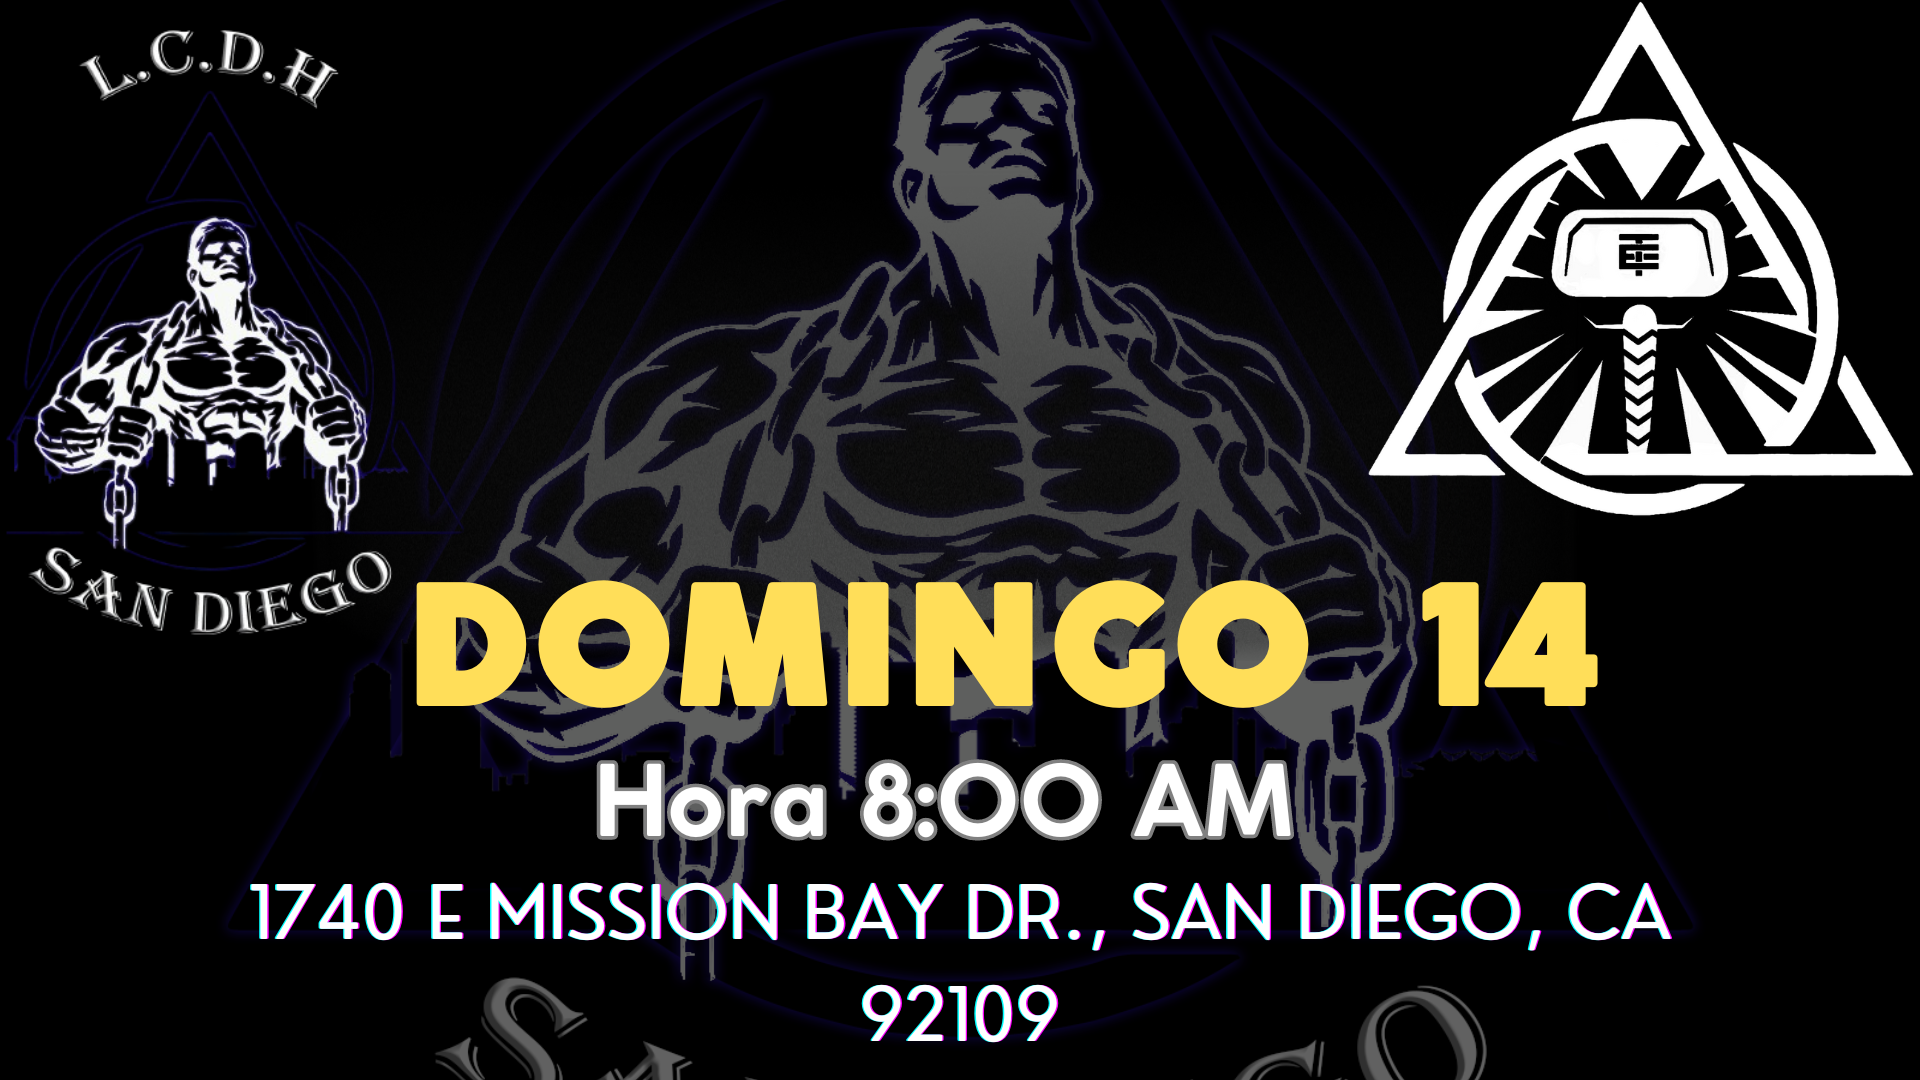 L.C.D.H
SAN DIEGO
DOMINGO 14
Hora 8:00 AM
1740 E MISSION BAY DR., SAN DIEGO, CA
92109